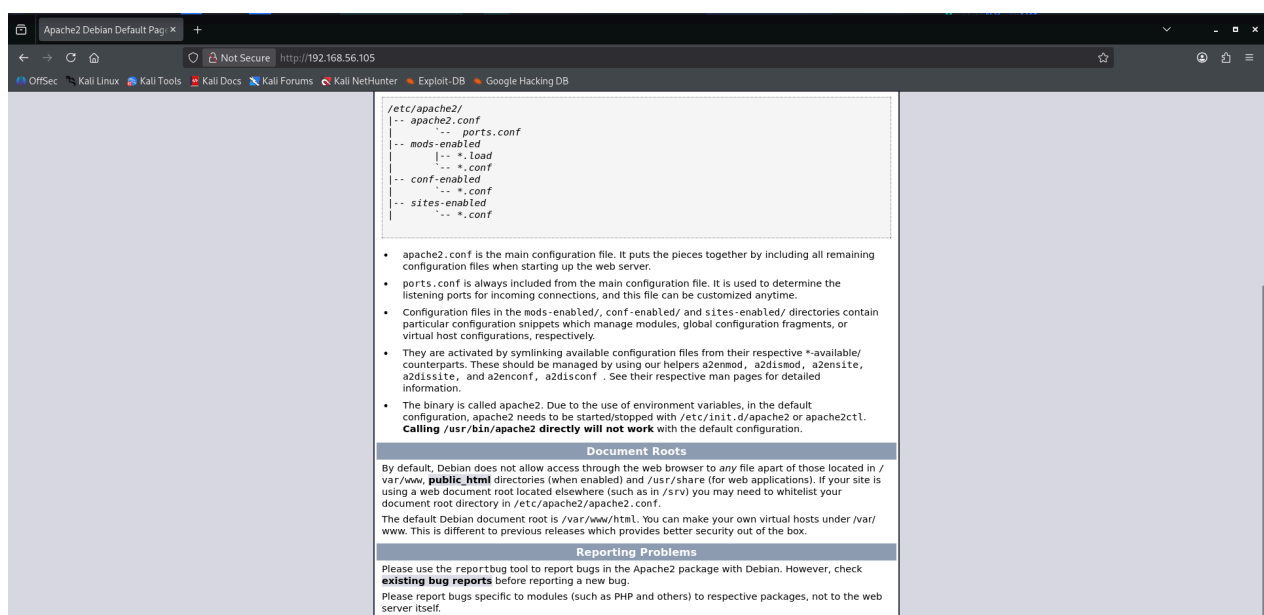 Apache2 Debian Default Pag
Not Secure http://192.168.56.105
OffSec Kali Linux Kali Tools Kali Docs Kali Forums Kali NetHunter Exploit-DB Google Hacking DB
/etc/apache2/
|-- apache2.conf
|       `--  ports.conf
|-- mods-enabled
|       |-- *.load
|       `-- *.conf
|-- conf-enabled
|       `-- *.conf
|-- sites-enabled
|       `-- *.conf
• apache2.conf is the main configuration file. It puts the pieces together by including all remaining
configuration files when starting up the web server.
• ports.conf is always included from the main configuration file. It is used to determine the
listening ports for incoming connections, and this file can be customized anytime.
• Configuration files in the mods-enabled/, conf-enabled/ and sites-enabled/ directories contain
particular configuration snippets which manage modules, global configuration fragments, or
virtual host configurations, respectively.
• They are activated by symlinking available configuration files from their respective *-available/
counterparts. These should be managed by using our helpers a2enmod, a2dismod, a2ensite,
a2dissite, and a2enconf, a2disconf . See their respective man pages for detailed
information.
• The binary is called apache2. Due to the use of environment variables, in the default
configuration, apache2 needs to be started/stopped with /etc/init.d/apache2 or apache2ctl.
Calling /usr/bin/apache2 directly will not work with the default configuration.
Document Roots
By default, Debian does not allow access through the web browser to any file apart of those located in /
var/www, public_html directories (when enabled) and /usr/share (for web applications). If your site is
using a web document root located elsewhere (such as in /srv) you may need to whitelist your
document root directory in /etc/apache2/apache2.conf.
The default Debian document root is /var/www/html. You can make your own virtual hosts under /var/
www. This is different to previous releases which provides better security out of the box.
Reporting Problems
Please use the reportbug tool to report bugs in the Apache2 package with Debian. However, check
existing bug reports before reporting a new bug.
Please report bugs specific to modules (such as PHP and others) to respective packages, not to the web
server itself.